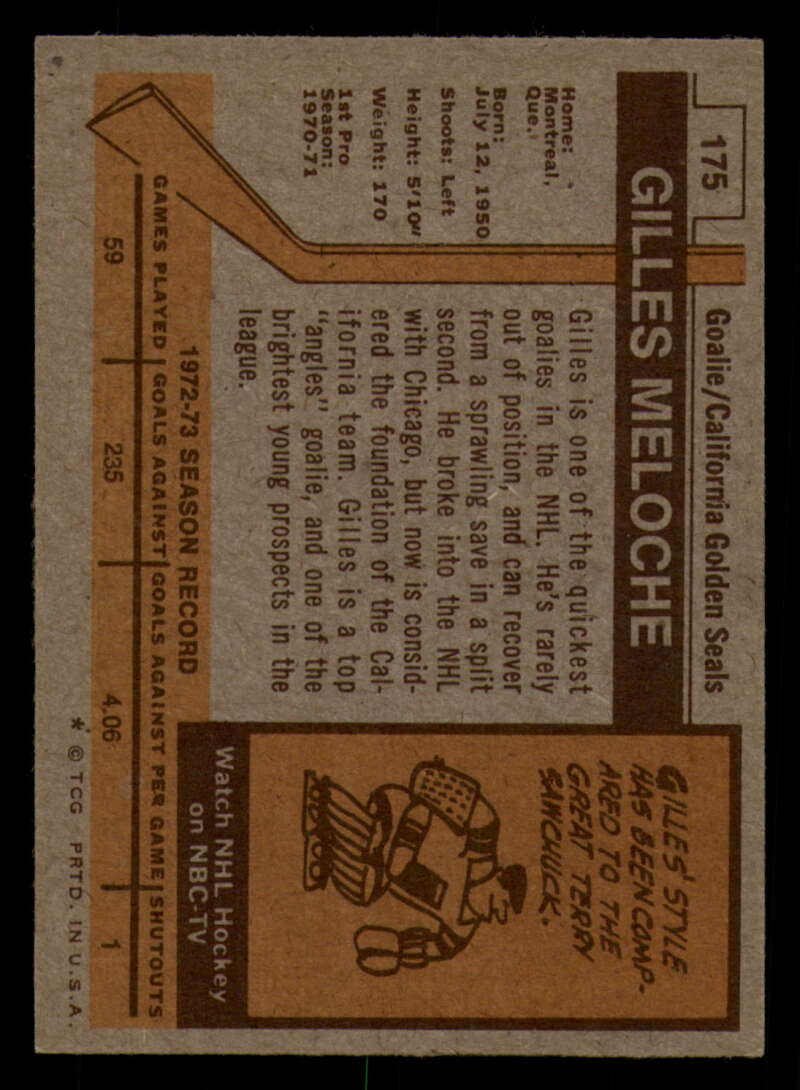 175
Goalie/California Golden Seals
GILLES MELOCHE
Home:
Montreal,
Que.
Born:
July 12, 1950
Shoots: Left
Height: 5'10"
Weight: 170
1st Pro
Season:
1970-71
Gilles is one of the quickest
goalies in the NHL. He's rarely
out of position, and can recover
from a sprawling save in a split
second. He broke into the NHL
with Chicago, but now is consid-
ered the foundation of the Cal-
ifornia team. Gilles is a top
"angles" goalie, and one of the
brightest young prospects in the
league.
GILLES' STYLE
HAS BEEN COMP-
ARED TO THE
GREAT TERRY
SAWCHUCK.
Watch NHL Hockey
on NBC-TV
1972-73 SEASON RECORD
GAMES PLAYED GOALS AGAINST GOALS AGAINST PER GAME SHUTOUTS
59 235 4.06 1
* © TCG PRTD. IN U.S.A.